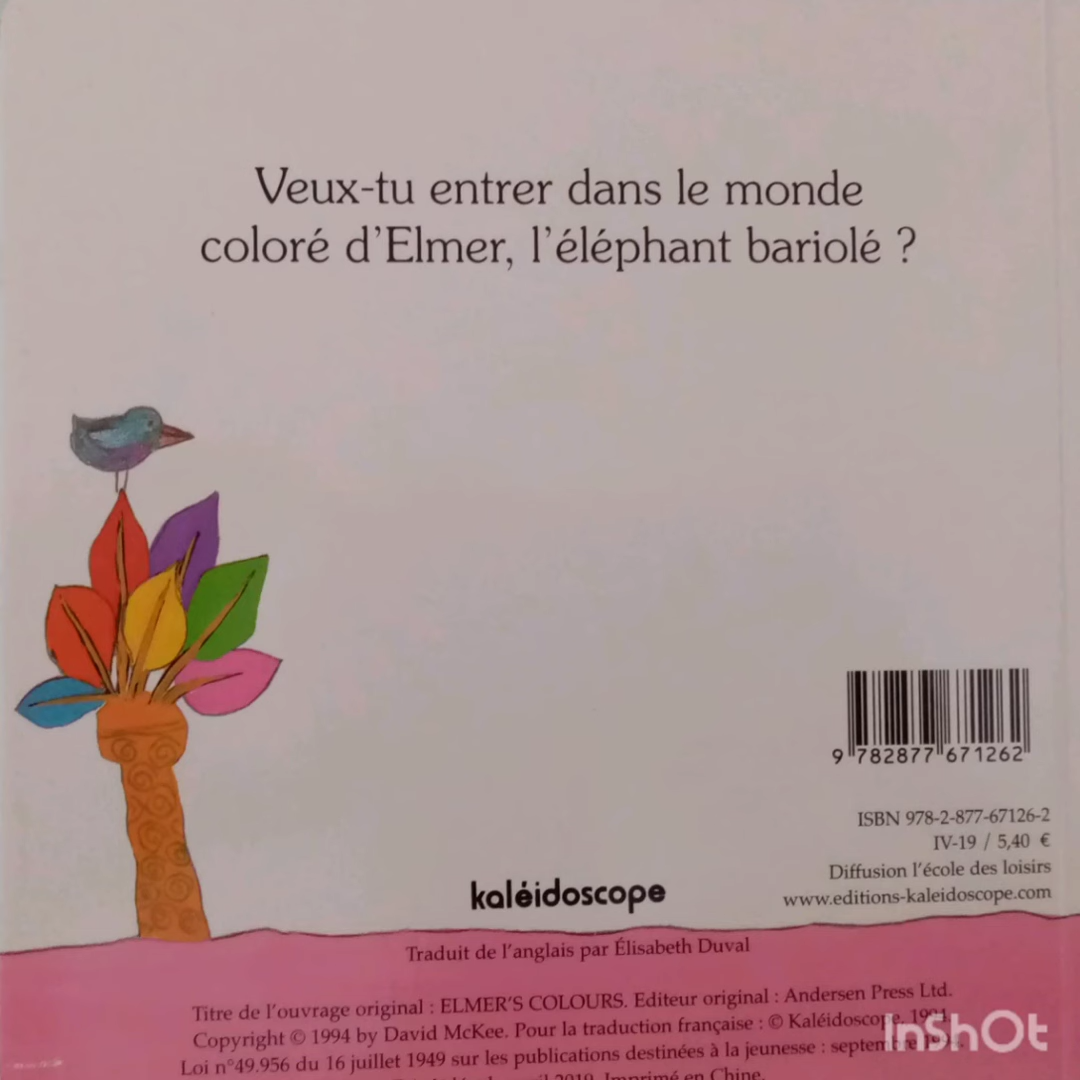 Veux-tu entrer dans le monde
coloré d'Elmer, l'éléphant bariolé ?
9 782877 671262
ISBN 978-2-877-67126-2
IV-19 / 5,40 €
Diffusion l'école des loisirs
www.editions-kaleidoscope.com
kaléidoscope
Traduit de l'anglais par Élisabeth Duval
Titre de l'ouvrage original : ELMER'S COLOURS. Editeur original : Andersen Press Ltd.
Copyright © 1994 by David McKee. Pour la traduction française : © Kaléidoscope,
Loi n°49.956 du 16 juillet 1949 sur les publications destinées à la jeunesse : septembre
2019. Imprimé en Chine.
InShOt